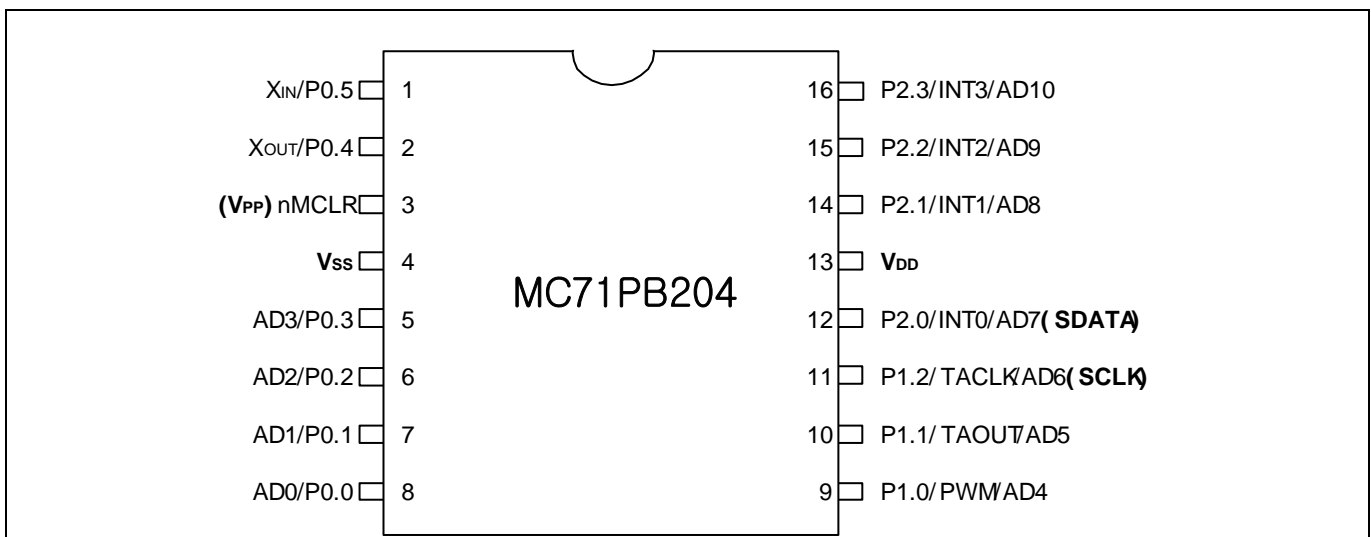 XIN/P0.5 1 16 P2.3/INT3/AD10
XOUT/P0.4 2 15 P2.2/INT2/AD9
(VPP) nMCLR 3 14 P2.1/INT1/AD8
VSS 4 13 VDD
MC71PB204
AD3/P0.3 5 12 P2.0/INT0/AD7(SDATA)
AD2/P0.2 6 11 P1.2/TACLK/AD6(SCLK)
AD1/P0.1 7 10 P1.1/TAOUT/AD5
AD0/P0.0 8 9 P1.0/PWM/AD4